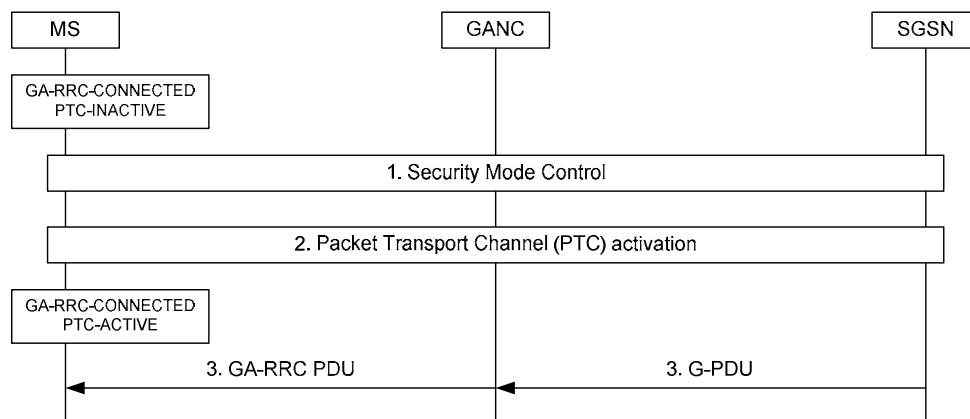 MS
GANC
SGSN
GA-RRC-CONNECTED
PTC-INACTIVE
1. Security Mode Control
2. Packet Transport Channel (PTC) activation
GA-RRC-CONNECTED
PTC-ACTIVE
3. GA-RRC PDU
3. G-PDU